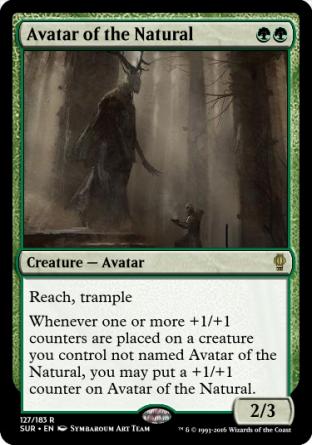 Avatar of the Natural
Creature — Avatar
Reach, trample
Whenever one or more +1/+1
counters are placed on a creature
you control not named Avatar of the
Natural, you may put a +1/+1
counter on Avatar of the Natural.
2/3
127/183 R
SUR • EN Symbaroum Art Team
™ & © 1993-2016 Wizards of the Coast